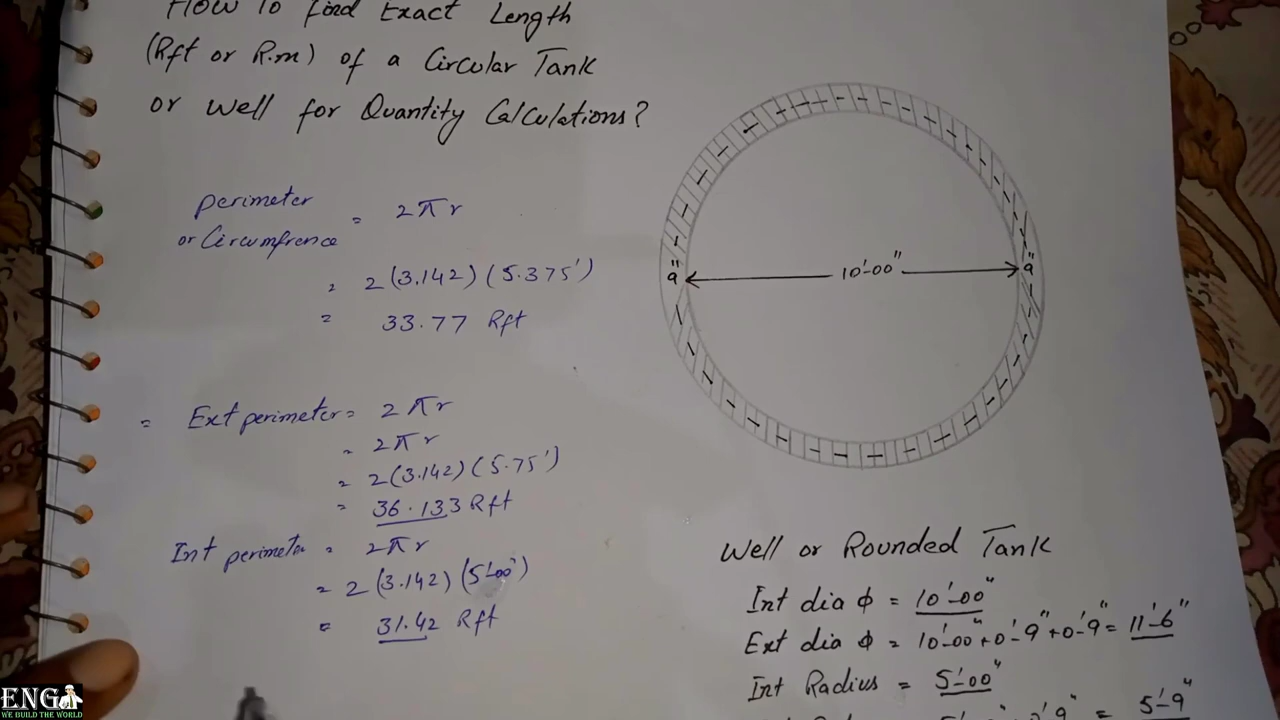 How To find Exact Length
(Rft or R.m) of a Circular Tank
or Well for Quantity Calculations?
perimeter
or Circumfrence = 2πr
= 2(3.142)(5.375')
= 33.77 Rft
= Ext perimeter = 2πr
= 2πr
= 2(3.142)(5.75')
= 36.133 Rft
Int perimeter = 2πr
= 2(3.142)(5'-00")
= 31.42 Rft
9" 10'-00" 9"
Well or Rounded Tank
Int dia ϕ = 10'-00"
Ext dia ϕ = 10'-00"+0'-9"+0'-9" = 11'-6"
Int Radius = 5'-00"
= 5'-9"
ENG
WE BUILD THE WORLD